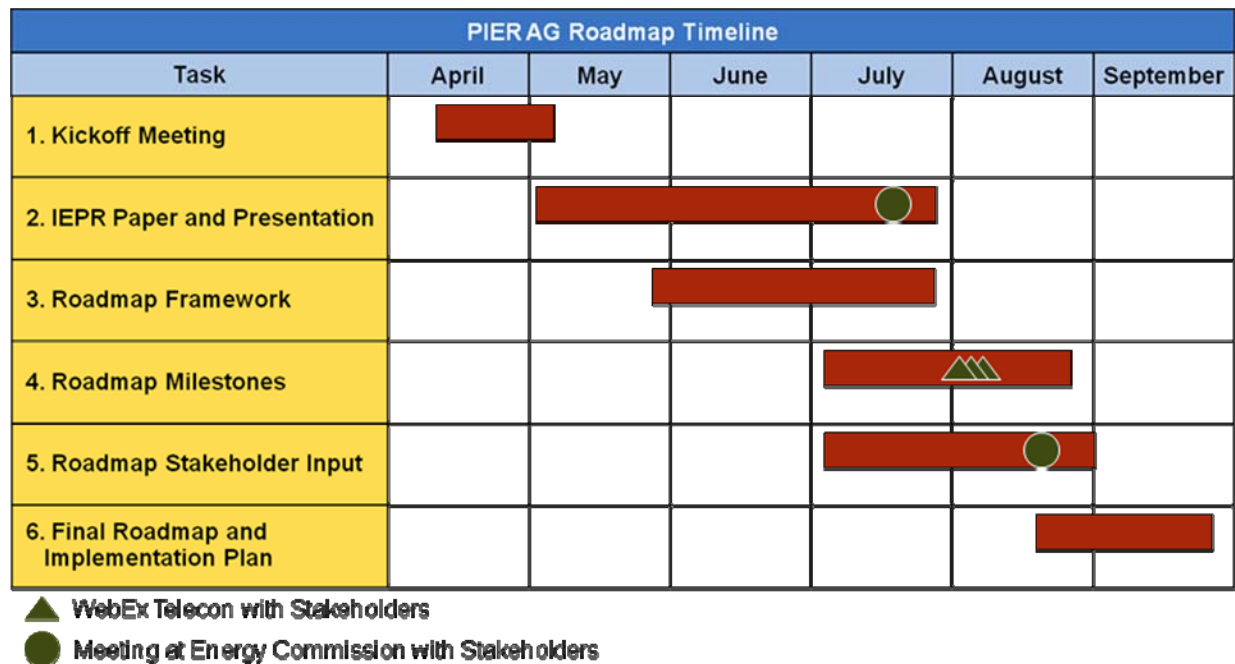 PIER AG Roadmap Timeline
Task April May June July August September
1. Kickoff Meeting
2. IEPR Paper and Presentation
3. Roadmap Framework
4. Roadmap Milestones
5. Roadmap Stakeholder Input
6. Final Roadmap and
Implementation Plan
WebEx Telecon with Stakeholders
Meeting at Energy Commission with Stakeholders